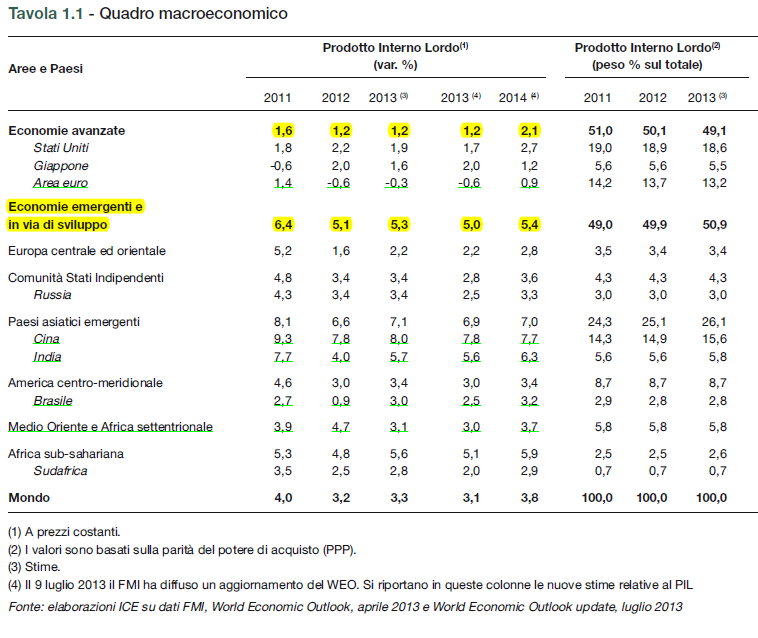 Tavola 1.1 - Quadro macroeconomico
Aree e Paesi Prodotto Interno Lordo(1) (var. %) Prodotto Interno Lordo(2) (peso % sul totale)
2011 2012 2013 (3) 2013 (4) 2014 (4) 2011 2012 2013 (3)
Economie avanzate 1,6 1,2 1,2 1,2 2,1 51,0 50,1 49,1
Stati Uniti 1,8 2,2 1,9 1,7 2,7 19,0 18,9 18,6
Giappone -0,6 2,0 1,6 2,0 1,2 5,6 5,6 5,5
Area euro 1,4 -0,6 -0,3 -0,6 0,9 14,2 13,7 13,2
Economie emergenti e
in via di sviluppo 6,4 5,1 5,3 5,0 5,4 49,0 49,9 50,9
Europa centrale ed orientale 5,2 1,6 2,2 2,2 2,8 3,5 3,4 3,4
Comunità Stati Indipendenti 4,8 3,4 3,4 2,8 3,6 4,3 4,3 4,3
Russia 4,3 3,4 3,4 2,5 3,3 3,0 3,0 3,0
Paesi asiatici emergenti 8,1 6,6 7,1 6,9 7,0 24,3 25,1 26,1
Cina 9,3 7,8 8,0 7,8 7,7 14,3 14,9 15,6
India 7,7 4,0 5,7 5,6 6,3 5,6 5,6 5,8
America centro-meridionale 4,6 3,0 3,4 3,0 3,4 8,7 8,7 8,7
Brasile 2,7 0,9 3,0 2,5 3,2 2,9 2,8 2,8
Medio Oriente e Africa settentrionale 3,9 4,7 3,1 3,0 3,7 5,8 5,8 5,8
Africa sub-sahariana 5,3 4,8 5,6 5,1 5,9 2,5 2,5 2,6
Sudafrica 3,5 2,5 2,8 2,0 2,9 0,7 0,7 0,7
Mondo 4,0 3,2 3,3 3,1 3,8 100,0 100,0 100,0
(1) A prezzi costanti.
(2) I valori sono basati sulla parità del potere di acquisto (PPP).
(3) Stime.
(4) Il 9 luglio 2013 il FMI ha diffuso un aggiornamento del WEO. Si riportano in queste colonne le nuove stime relative al PIL
Fonte: elaborazioni ICE su dati FMI, World Economic Outlook, aprile 2013 e World Economic Outlook update, luglio 2013